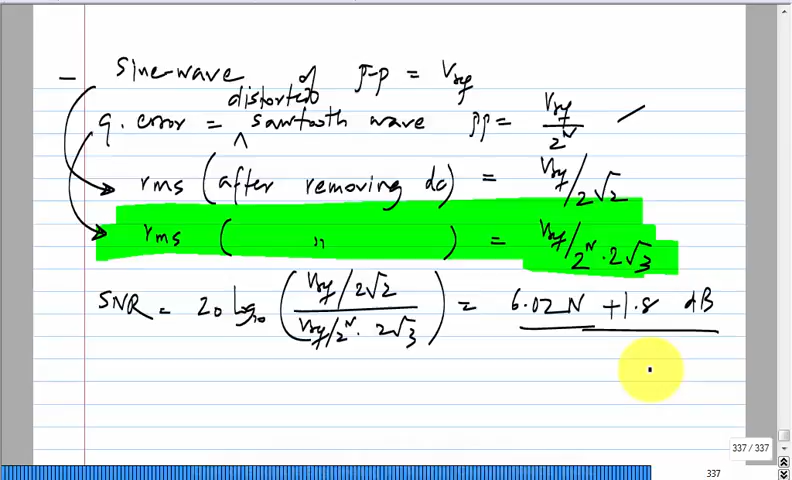 – Sine-wave of p-p = Vref
distorted
q. error = ^ sawtooth wave pp = Vref/2^N
rms (after removing dc) = Vref/2√2
rms ( " ) = Vref/2^N · 2√3
SNR = 20 log10 (Vref/2√2 / Vref/2^N · 2√3) = 6.02N + 1.8 dB
337 / 337
337